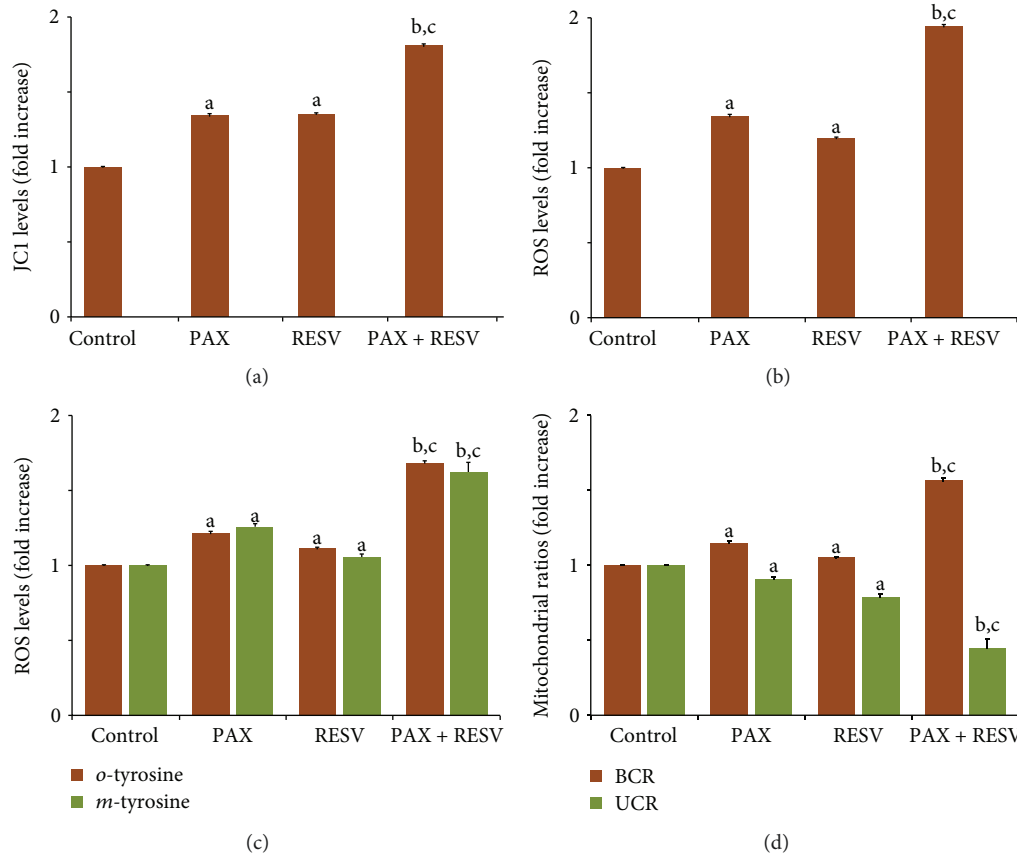 2
1
0
JC1 levels (fold increase)
a
a
b,c
Control PAX RESV PAX + RESV
(a)
2
1
0
ROS levels (fold increase)
a
a
b,c
Control PAX RESV PAX + RESV
(b)
2
1
0
ROS levels (fold increase)
a a
a a
b,c b,c
Control PAX RESV PAX + RESV
o-tyrosine
m-tyrosine
(c)
2
1
0
Mitochondrial ratios (fold increase)
a
a
a
a
b,c
b,c
Control PAX RESV PAX + RESV
BCR
UCR
(d)